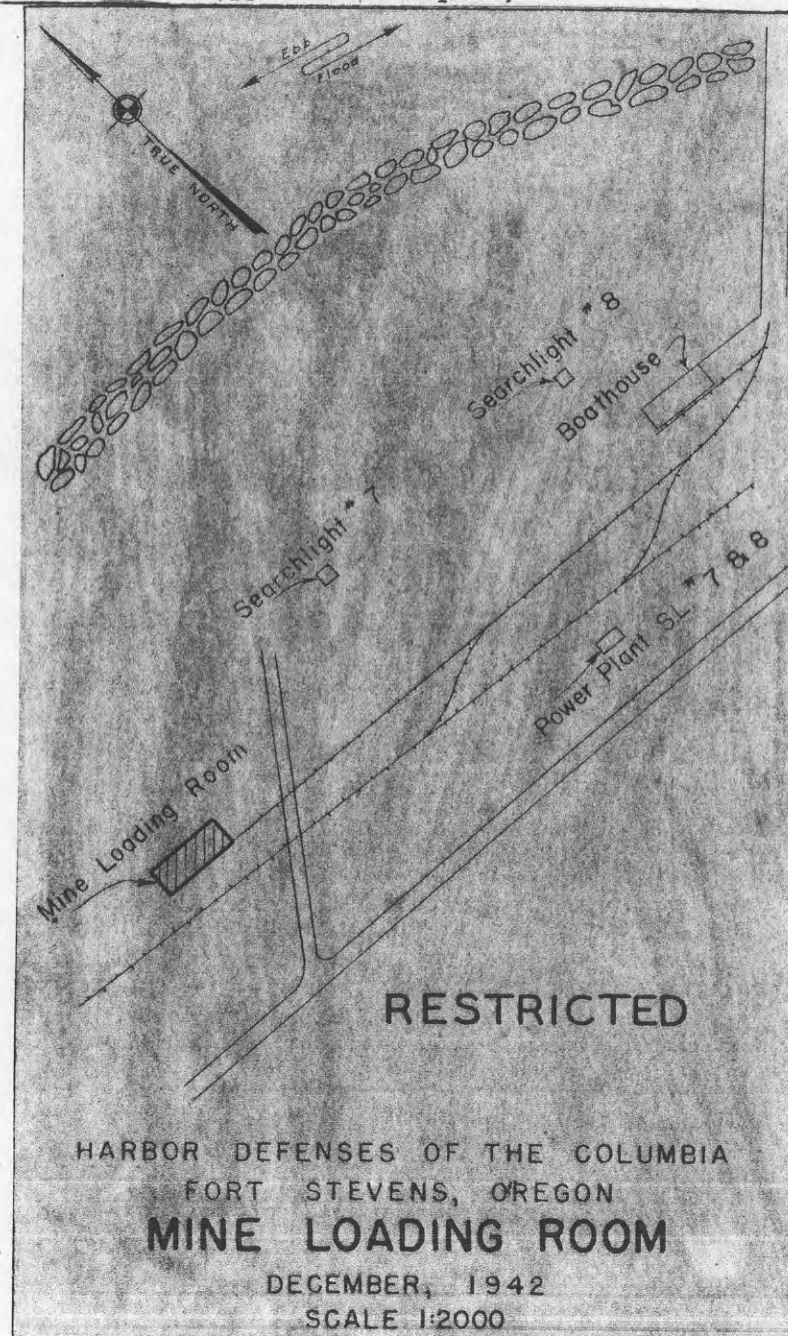 Ebb
Flood
TRUE NORTH
Searchlight # 8
Boathouse
Searchlight # 7
Power Plant SL. # 7 & 8
Mine Loading Room
RESTRICTED
HARBOR DEFENSES OF THE COLUMBIA
FORT STEVENS, OREGON
MINE LOADING ROOM
DECEMBER, 1942
SCALE 1:2000